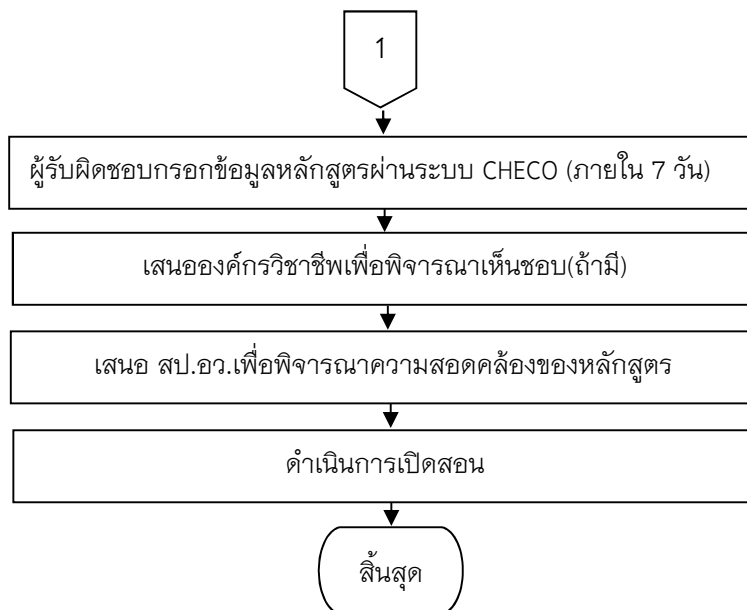 1
ผู้รับผิดชอบกรอกข้อมูลหลักสูตรผ่านระบบ CHECO (ภายใน 7 วัน)
เสนอองค์กรวิชาชีพเพื่อพิจารณาเห็นชอบ(ถ้ามี)
เสนอ สป.อว.เพื่อพิจารณาความสอดคล้องของหลักสูตร
ดำเนินการเปิดสอน
สิ้นสุด